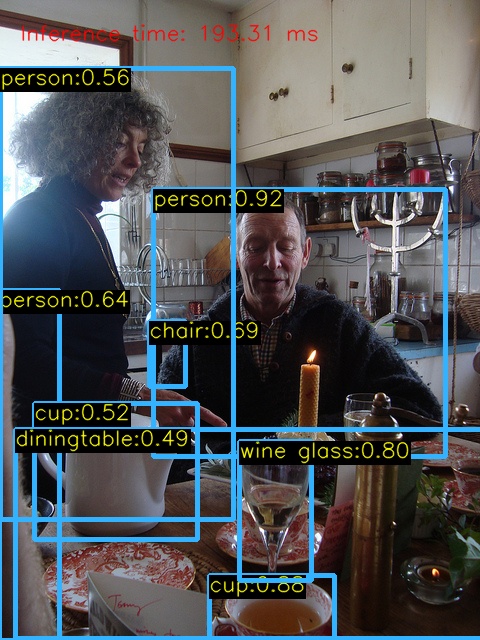 Inference time: 193.31 ms
person:0.56
person:0.92
person:0.64
chair:0.69
cup:0.52
diningtable:0.49
wine glass:0.80
cup:0.88
Tommy